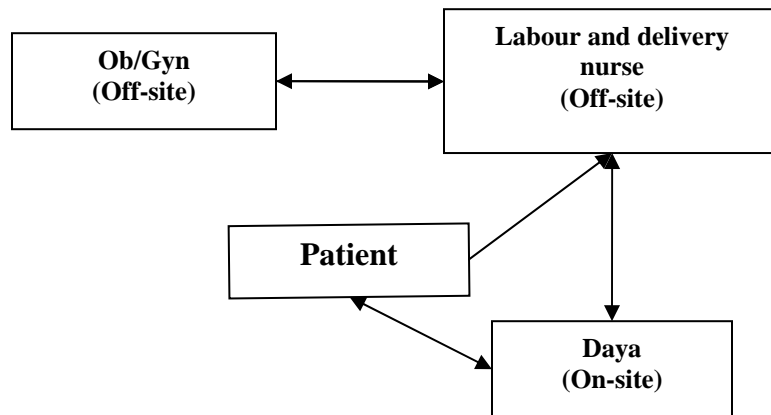 Ob/Gyn
(Off-site)
Labour and delivery
nurse
(Off-site)
Patient
Daya
(On-site)